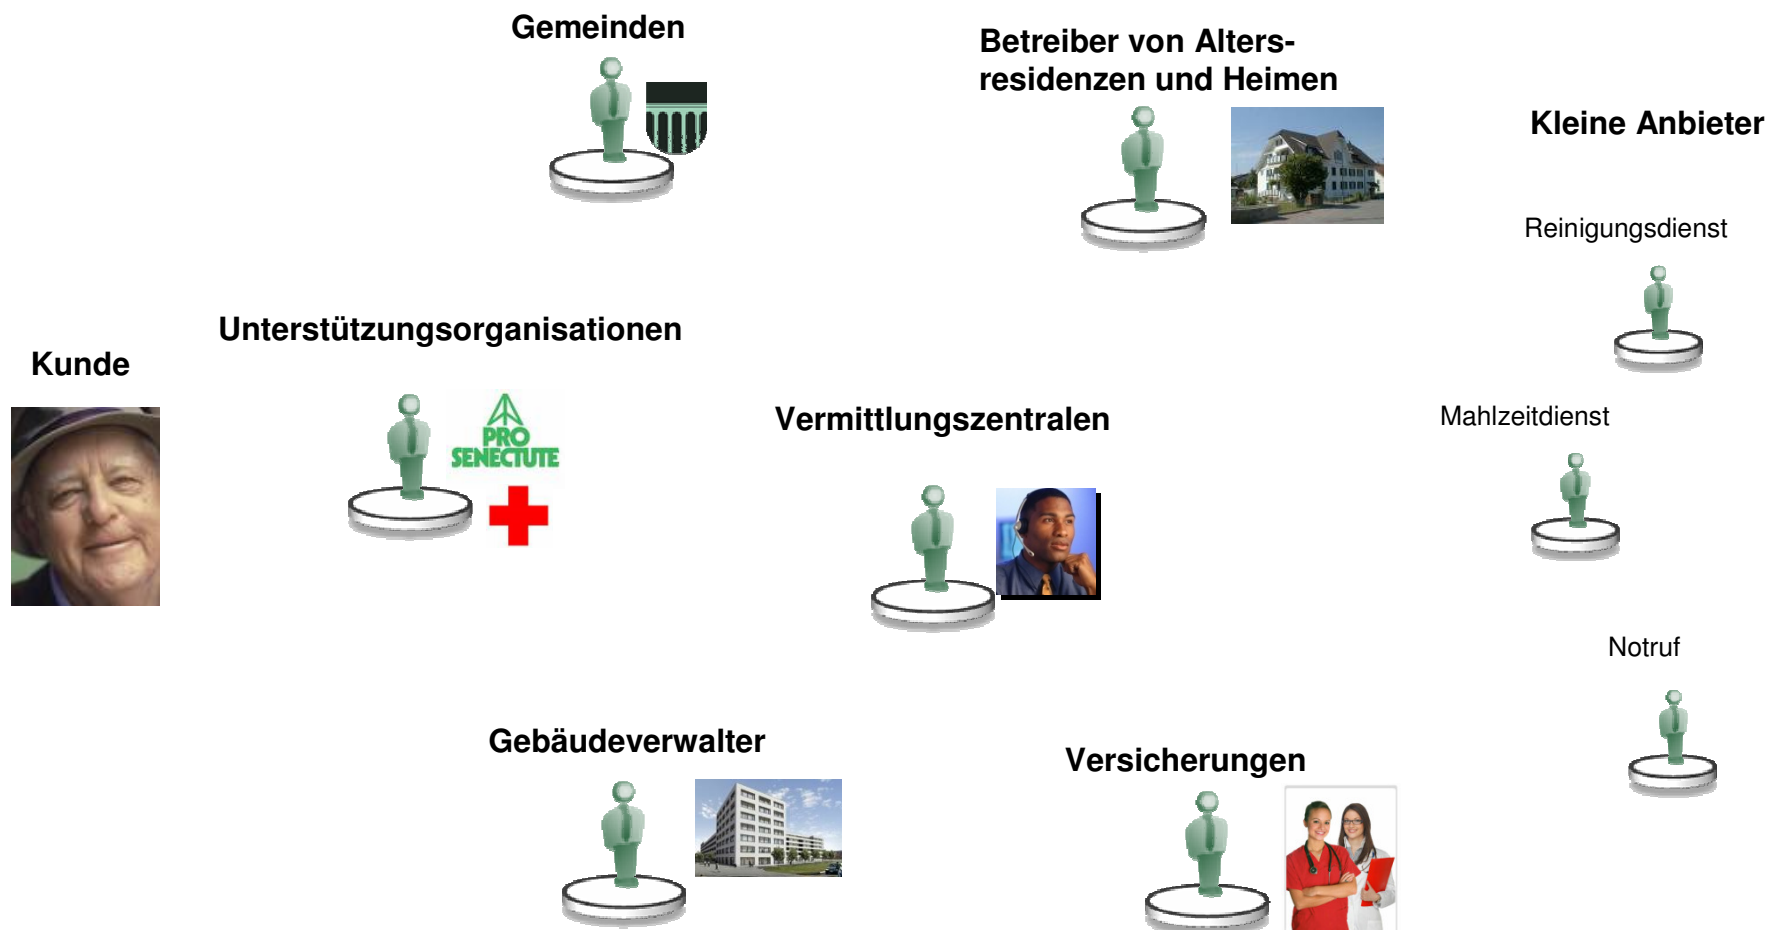 Gemeinden
Betreiber von Alters-
residenzen und Heimen
Kleine Anbieter
Reinigungsdienst
Unterstützungsorganisationen
Kunde
PRO
SENECTUTE
Vermittlungszentralen
Mahlzeitdienst
Notruf
Gebäudeverwalter
Versicherungen